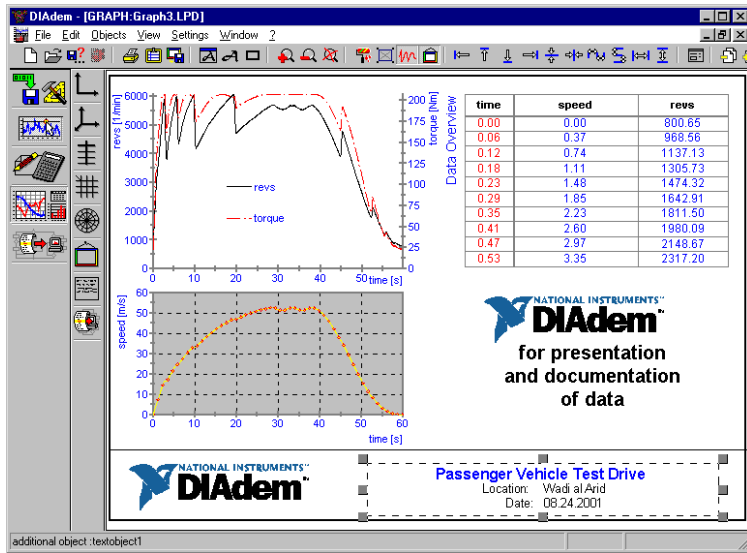 DIAdem - [GRAPH:Graph3.LPD]
File Edit Objects View Settings Window ?
revs [1/min]
6000
5000
4000
3000
2000
1000
0
revs
torque
torque [Nm]
200
175
150
125
100
75
50
25
0
0 10 20 30 40 50 time [s]
Data Overview
time speed revs
0.00 0.00 800.65
0.06 0.37 968.56
0.12 0.74 1137.13
0.18 1.11 1305.73
0.23 1.48 1474.32
0.29 1.85 1642.91
0.35 2.23 1811.50
0.41 2.60 1980.09
0.47 2.97 2148.67
0.53 3.35 2317.20
speed [m/s]
60
50
40
30
20
10
0
0 10 20 30 40 50 60
time [s]
NATIONAL INSTRUMENTS™
DIAdem™
for presentation
and documentation
of data
NATIONAL INSTRUMENTS™
DIAdem™
Passenger Vehicle Test Drive
Location: Wadi al Arid
Date: 08.24.2001
additional object :textobject1